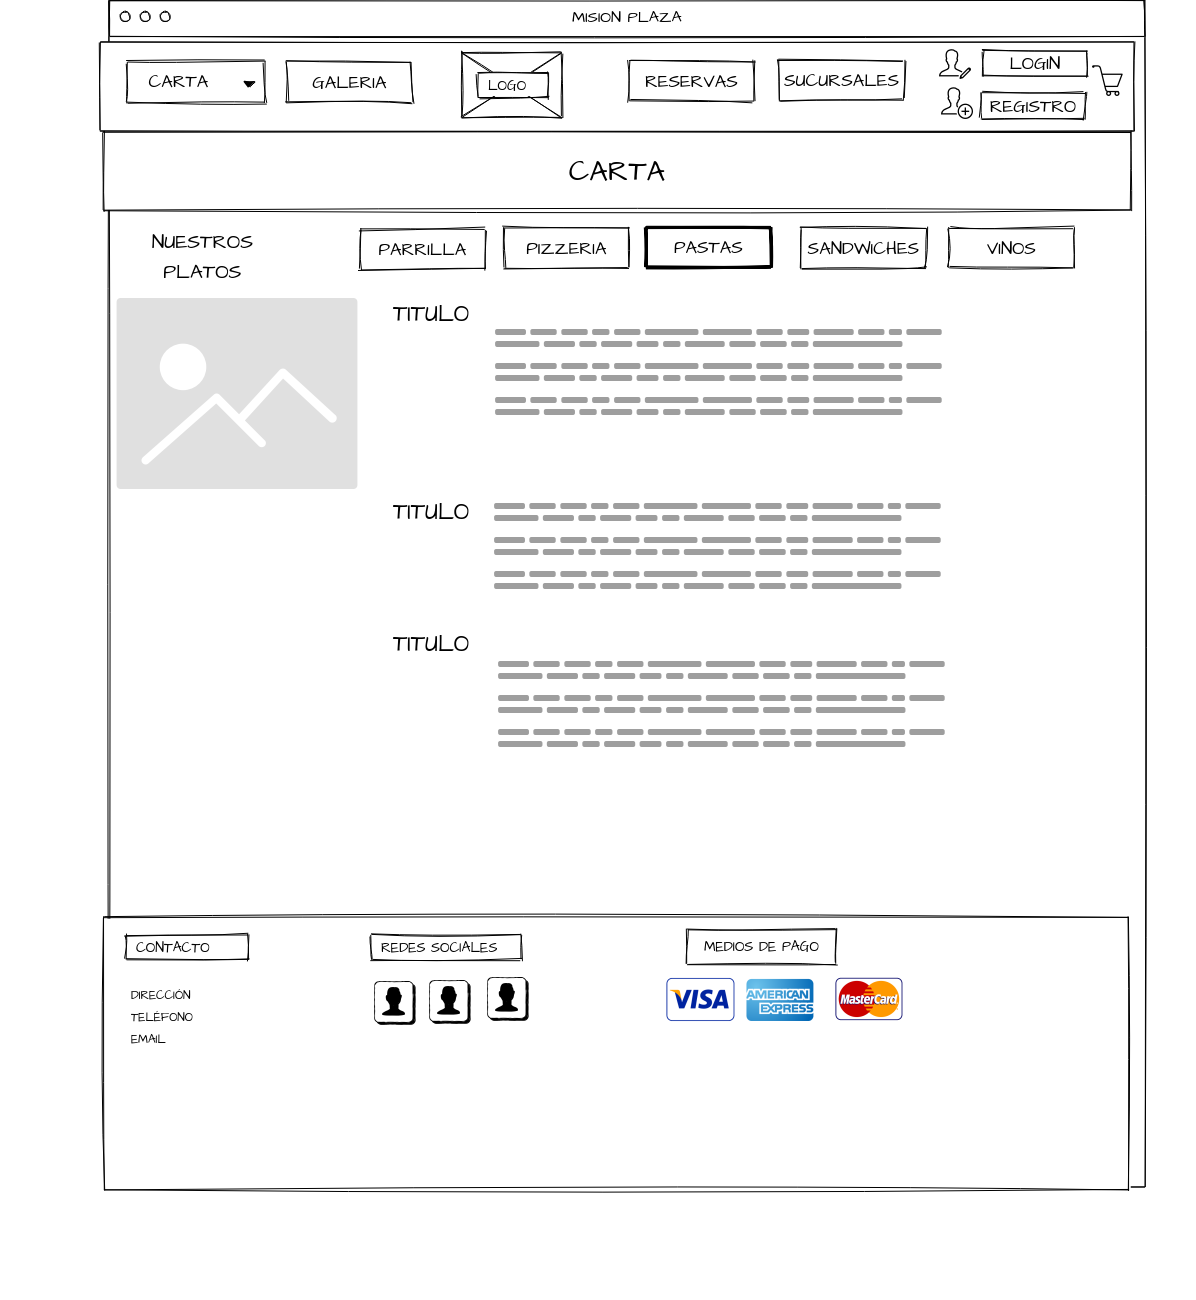 MISION PLAZA
CARTA
GALERIA
LOGO
RESERVAS
SUCURSALES
LOGIN
REGISTRO
CARTA
NUESTROS
PLATOS
PARRILLA
PIZZERIA
PASTAS
SANDWICHES
VINOS
TITULO
TITULO
TITULO
CONTACTO
REDES SOCIALES
MEDIOS DE PAGO
DIRECCIÓN
TELÉFONO
EMAIL
VISA
AMERICAN
EXPRESS
MasterCard